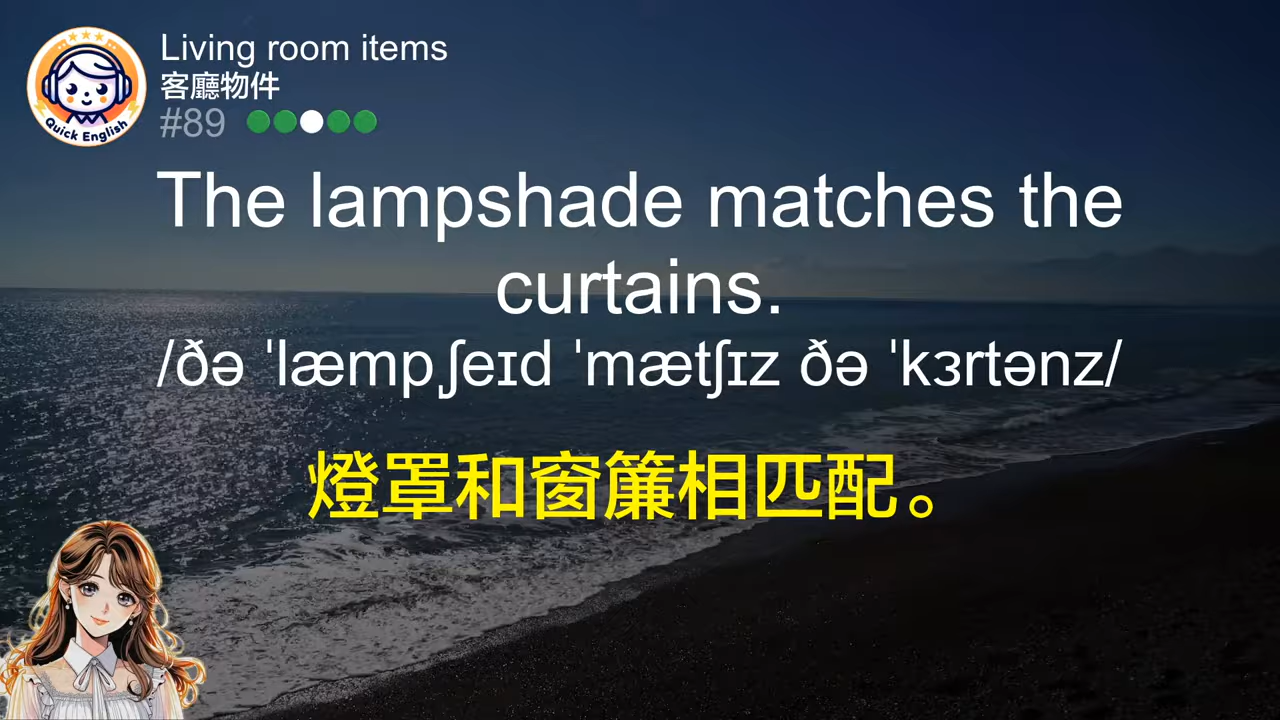 Quick English
Living room items
客廳物件
#89
The lampshade matches the
curtains.
/ðə ˈlæmpˌʃeɪd ˈmætʃɪz ðə ˈkɜrtənz/
燈罩和窗簾相匹配。